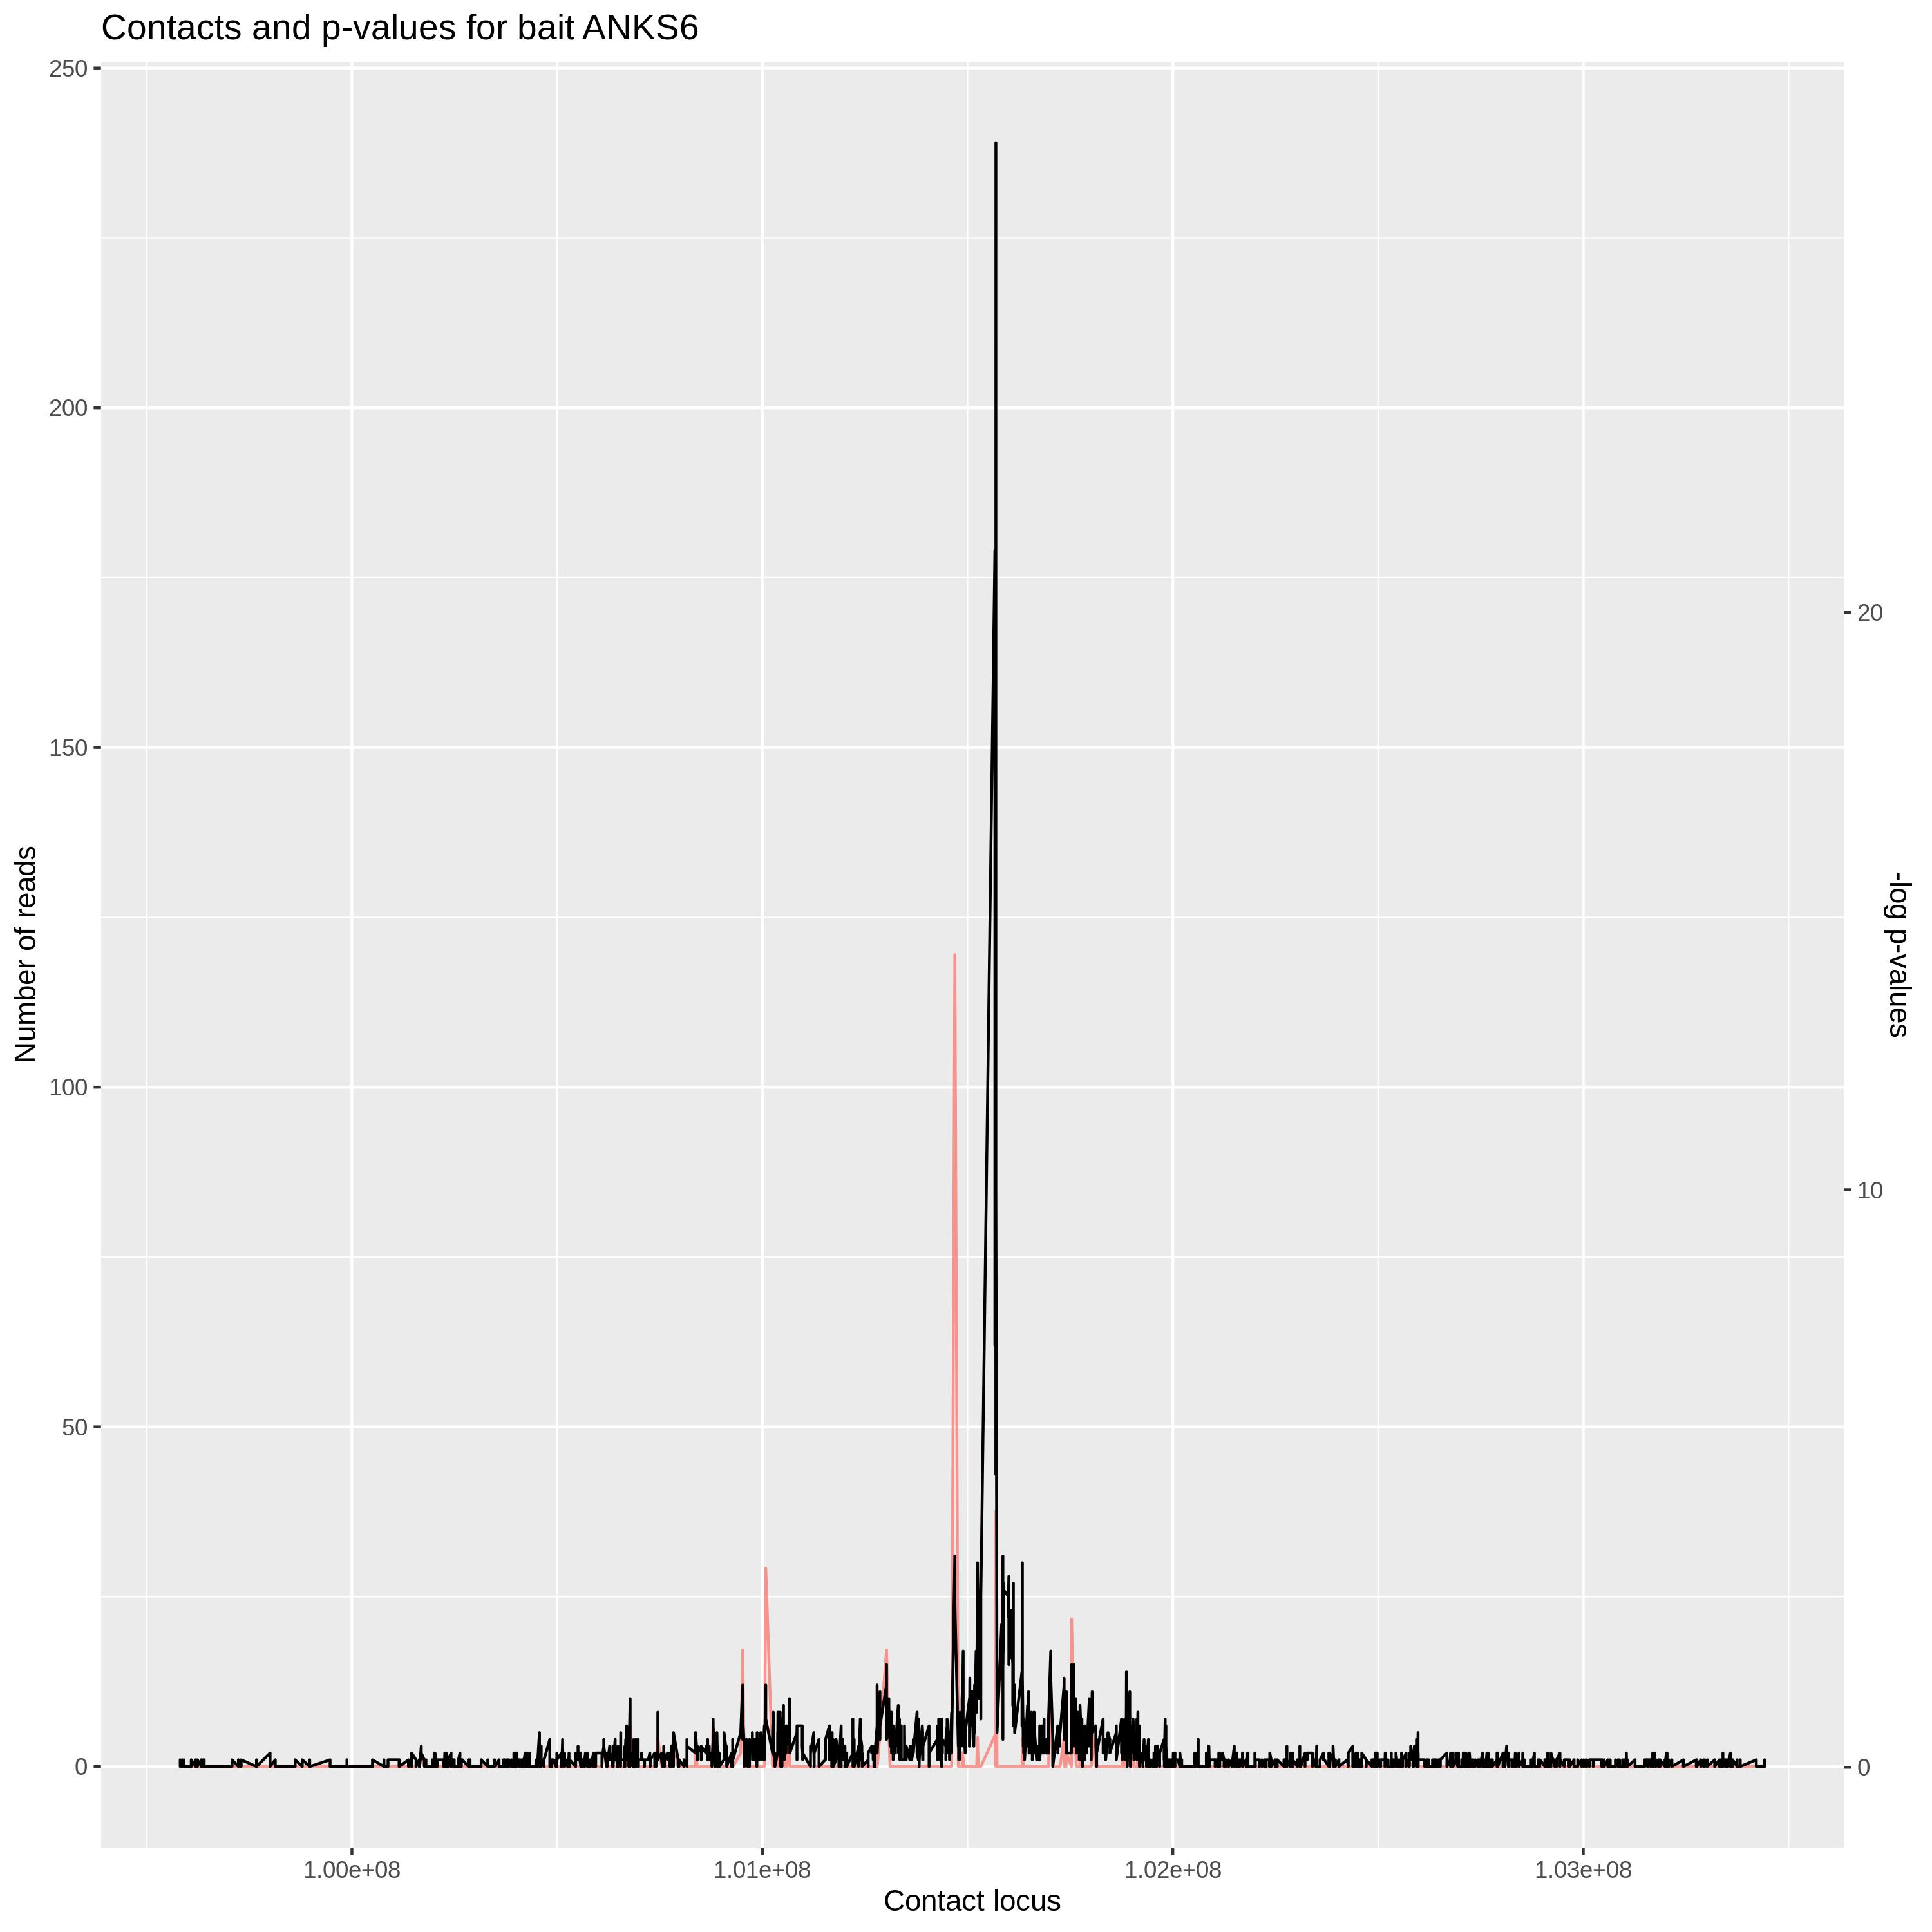 Contacts and p-values for bait ANKS6
250
200
150
100
50
0
Number of reads
20
10
0
-log p-values
1.00e+08 1.01e+08 1.02e+08 1.03e+08
Contact locus